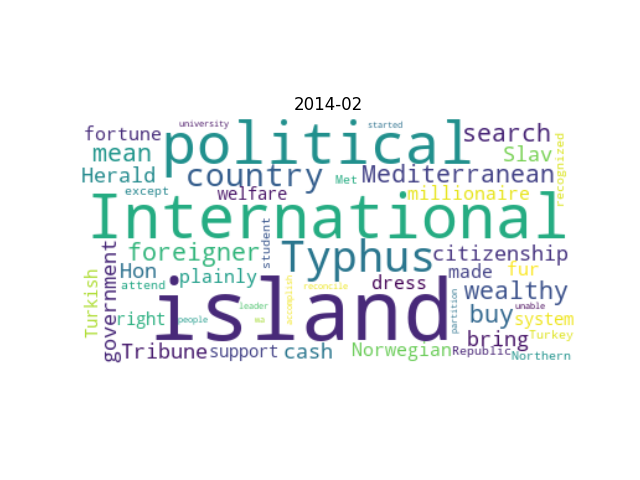 2014-02
university
started
fortune
political
search
mean
Slav
recognized
Herald
country
Met
Mediterranean
except
welfare
millionaire
International
student
foreigner
Typhus
citizenship
government
Hon
plainly
made
fur
Turkish
attend
island
accomplish
reconcile
dress
wealthy
leader
partition
unable
right
people
wa
buy
system
bring
Turkey
Tribune
support
cash
Norwegian
Republic
Northern